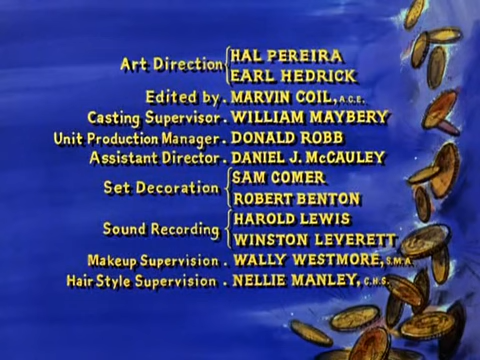 Art Direction { HAL PEREIRA
EARL HEDRICK
Edited by. MARVIN COIL, A.C.E.
Casting Supervisor. WILLIAM MAYBERY
Unit Production Manager. DONALD ROBB
Assistant Director. DANIEL J. McCAULEY
Set Decoration { SAM COMER
ROBERT BENTON
Sound Recording { HAROLD LEWIS
WINSTON LEVERETT
Makeup Supervision. WALLY WESTMORE, S.M.A.
Hair Style Supervision. NELLIE MANLEY, C.H.S.